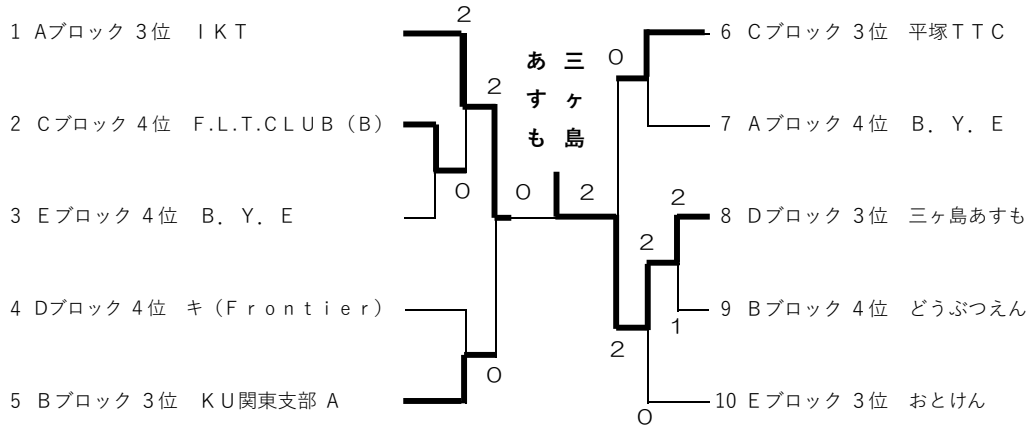 1 Aブロック 3位 ＩＫＴ
2 Cブロック 4位 F.L.T.CLUB（B）
3 Eブロック 4位 Ｂ．Ｙ．Ｅ
4 Dブロック 4位 キ（Ｆｒｏｎｔｉｅｒ）
5 Bブロック 3位 ＫＵ関東支部 A
2
2
0
0
0
三ヶ島
あすも
2
0
2
2
2
1
0
6 Cブロック 3位 平塚ＴＴＣ
7 Aブロック 4位 Ｂ．Ｙ．Ｅ
8 Dブロック 3位 三ヶ島あすも
9 Bブロック 4位 どうぶつえん
10 Eブロック 3位 おとけん